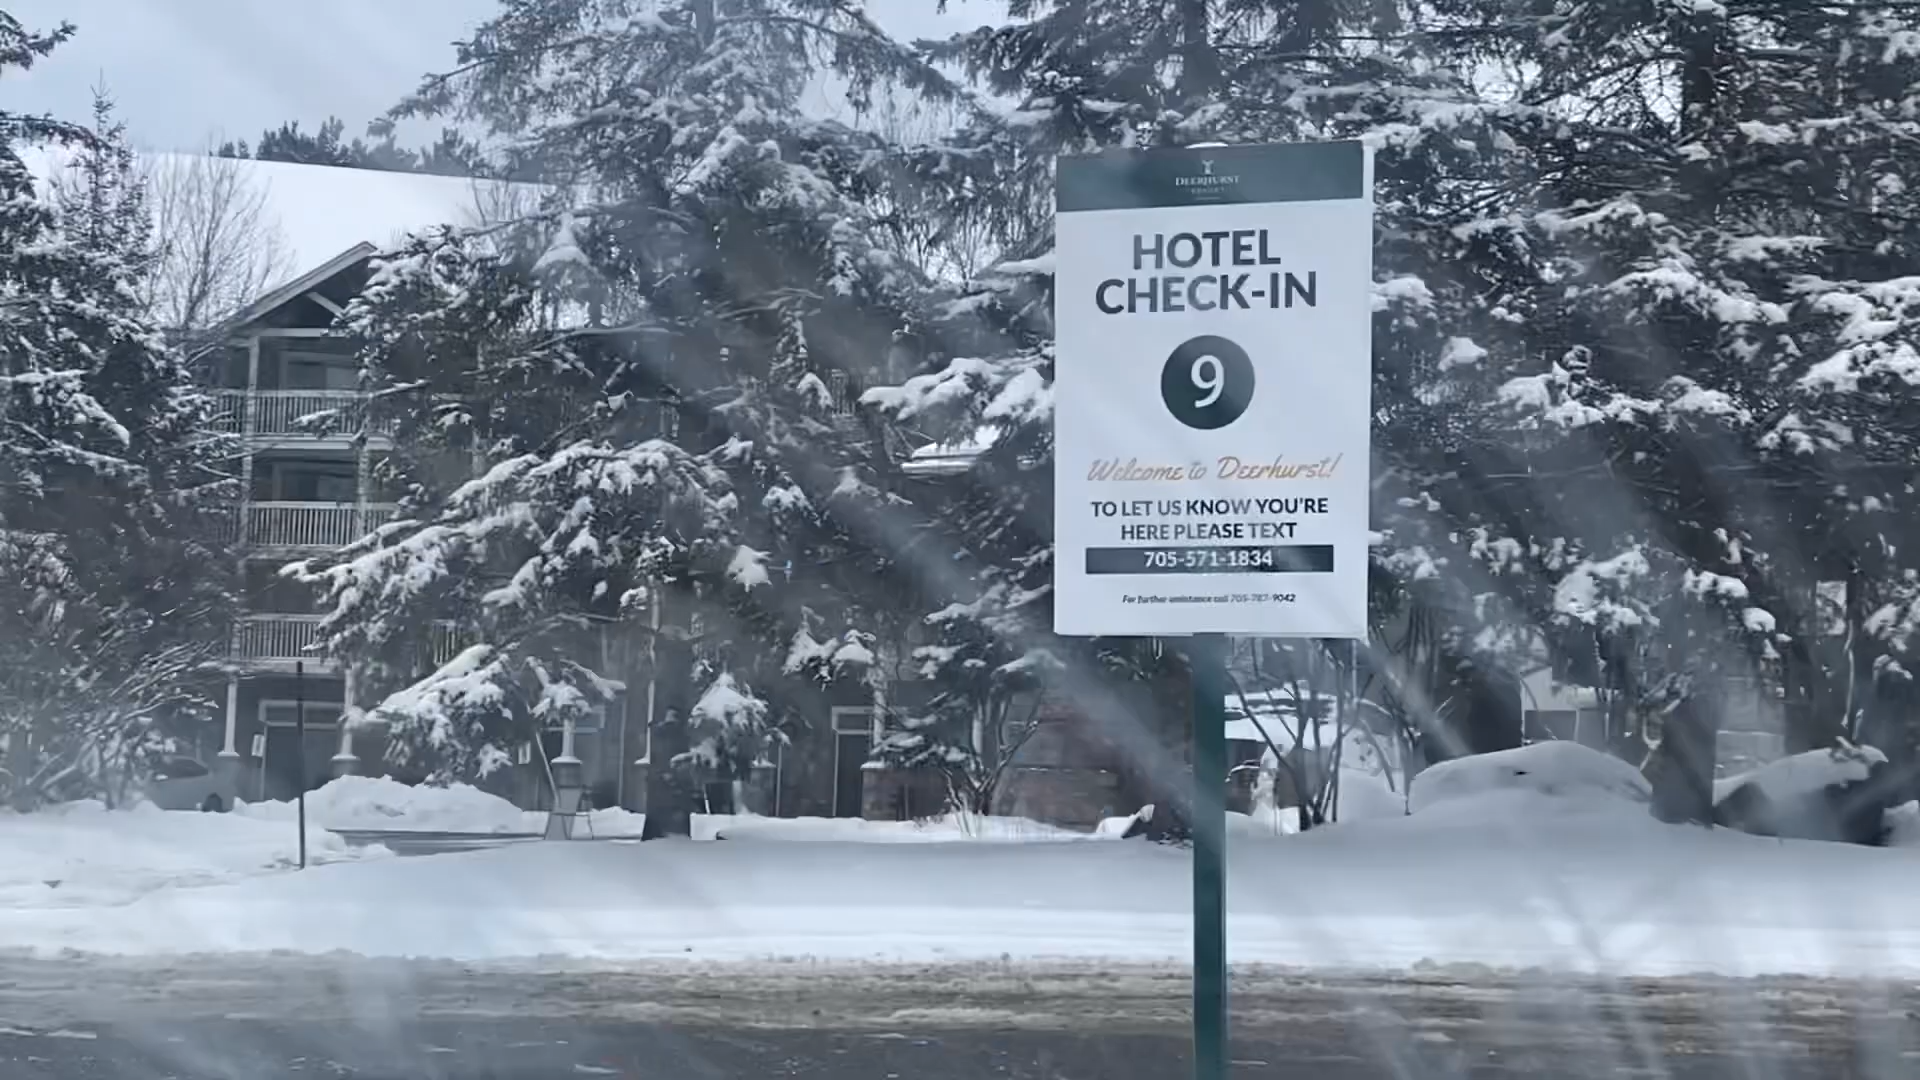 DEERHURST
RESORT
HOTEL
CHECK-IN
9
Welcome to Deerhurst!
TO LET US KNOW YOU'RE
HERE PLEASE TEXT
705-571-1834
For further assistance call 705-787-9042